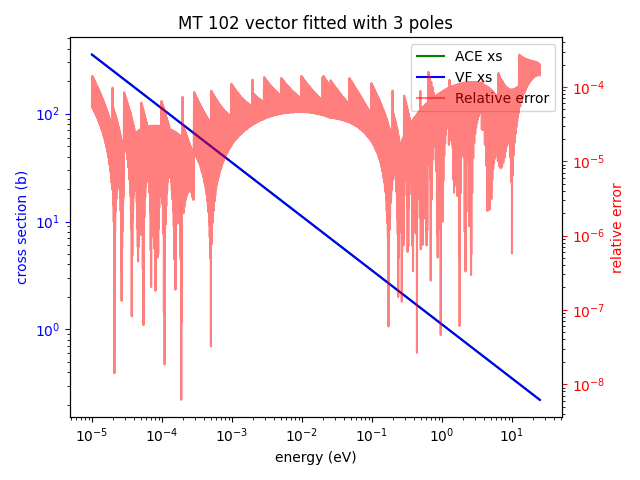 MT 102 vector fitted with 3 poles
ACE xs
VF xs
Relative error
cross section (b)
10²
10¹
10⁰
relative error
10⁻⁴
10⁻⁵
10⁻⁶
10⁻⁷
10⁻⁸
10⁻⁵ 10⁻⁴ 10⁻³ 10⁻² 10⁻¹ 10⁰ 10¹
energy (eV)